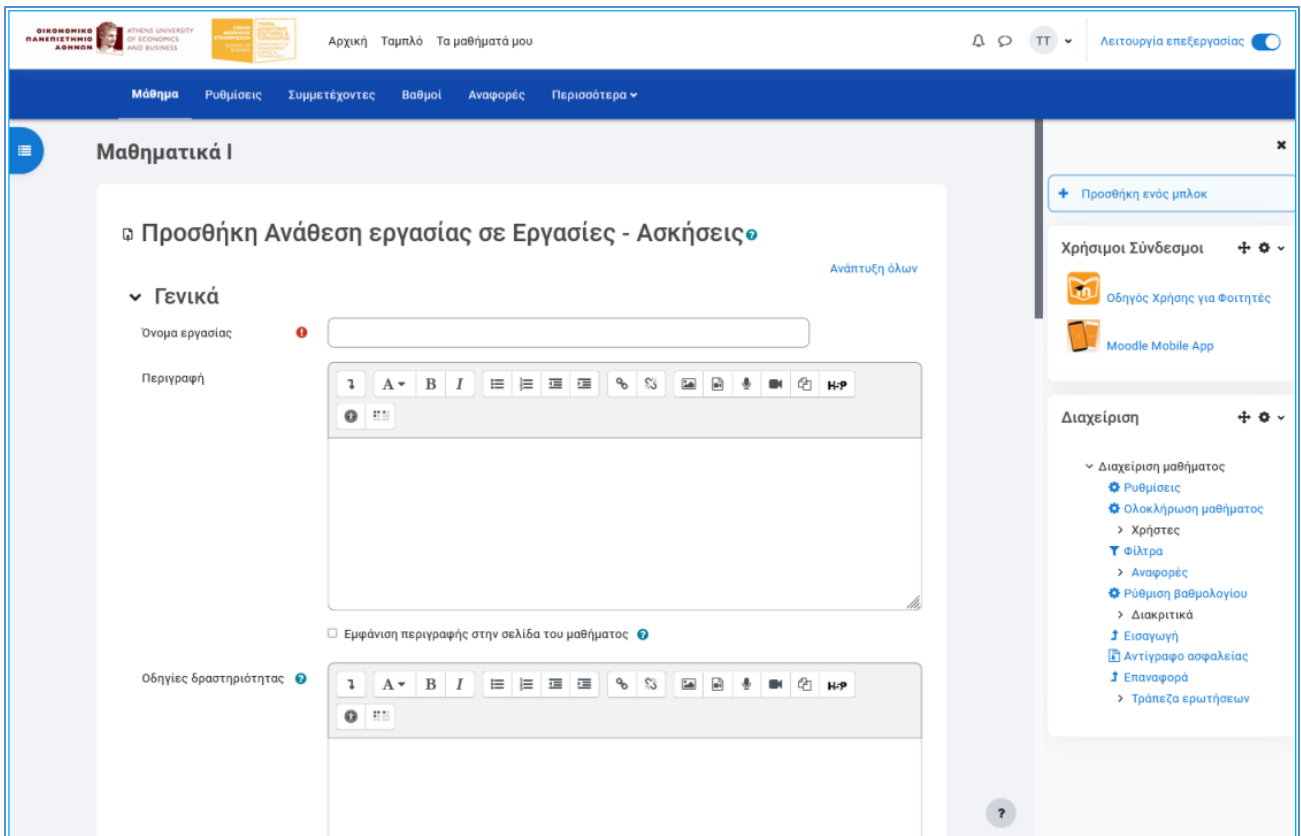 ΟΙΚΟΝΟΜΙΚΟ
ΠΑΝΕΠΙΣΤΗΜΙΟ
ΑΘΗΝΩΝ
ATHENS UNIVERSITY
OF ECONOMICS
AND BUSINESS
Αρχική Ταμπλό Τα μαθήματά μου
TT
Λειτουργία επεξεργασίας
Μάθημα Ρυθμίσεις Συμμετέχοντες Βαθμοί Αναφορές Περισσότερα
Μαθηματικά Ι
Προσθήκη Ανάθεση εργασίας σε Εργασίες - Ασκήσεις
Ανάπτυξη όλων
Γενικά
Όνομα εργασίας
Περιγραφή
A B I H-P
Εμφάνιση περιγραφής στην σελίδα του μαθήματος
Οδηγίες δραστηριότητας
A B I H-P
?
Προσθήκη ενός μπλοκ
Χρήσιμοι Σύνδεσμοι
Οδηγός Χρήσης για Φοιτητές
Moodle Mobile App
Διαχείριση
Διαχείριση μαθήματος
Ρυθμίσεις
Ολοκλήρωση μαθήματος
Χρήστες
Φίλτρα
Αναφορές
Ρύθμιση βαθμολογίου
Διακριτικά
Εισαγωγή
Αντίγραφο ασφαλείας
Επαναφορά
Τράπεζα ερωτήσεων